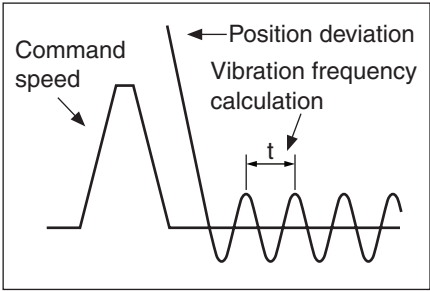 Command
speed
Position deviation
Vibration frequency
calculation
t